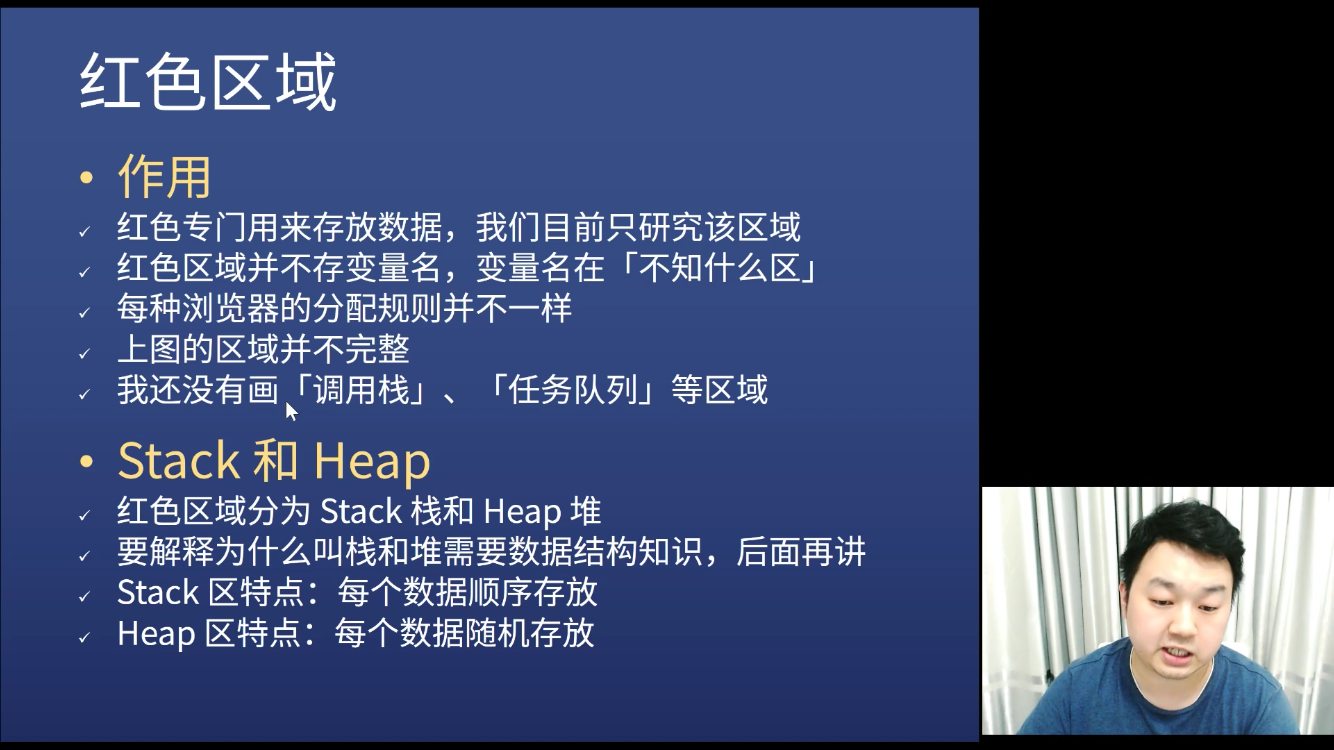 红色区域
• 作用
✓ 红色专门用来存放数据，我们目前只研究该区域
✓ 红色区域并不存变量名，变量名在「不知什么区」
✓ 每种浏览器的分配规则并不一样
✓ 上图的区域并不完整
✓ 我还没有画「调用栈」、「任务队列」等区域
• Stack 和 Heap
✓ 红色区域分为 Stack 栈和 Heap 堆
✓ 要解释为什么叫栈和堆需要数据结构知识，后面再讲
✓ Stack 区特点：每个数据顺序存放
✓ Heap 区特点：每个数据随机存放